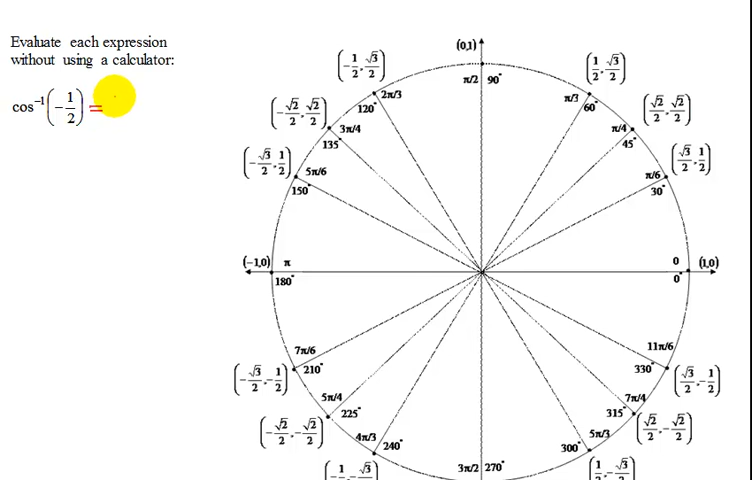 Evaluate each expression
without using a calculator:
cos⁻¹(-1/2) =
(0,1)
π/2 90°
(-1/2, √3/2)
2π/3
120°
(-√2/2, √2/2)
3π/4
135°
(-√3/2, 1/2)
5π/6
150°
(1/2, √3/2)
π/3
60°
(√2/2, √2/2)
π/4
45°
(√3/2, 1/2)
π/6
30°
(-1,0) π
180°
0 (1,0)
0°
7π/6
210°
(-√3/2, -1/2)
5π/4
225°
(-√2/2, -√2/2)
4π/3
240°
3π/2 270°
11π/6
330°
(√3/2, -1/2)
7π/4
315°
(√2/2, -√2/2)
5π/3
300°